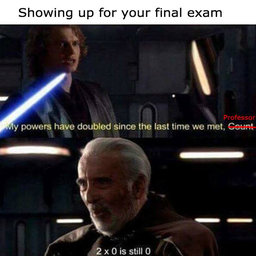 Showing up for your final exam
Professor
My powers have doubled since the last time we met, Count
2 x 0 is still 0